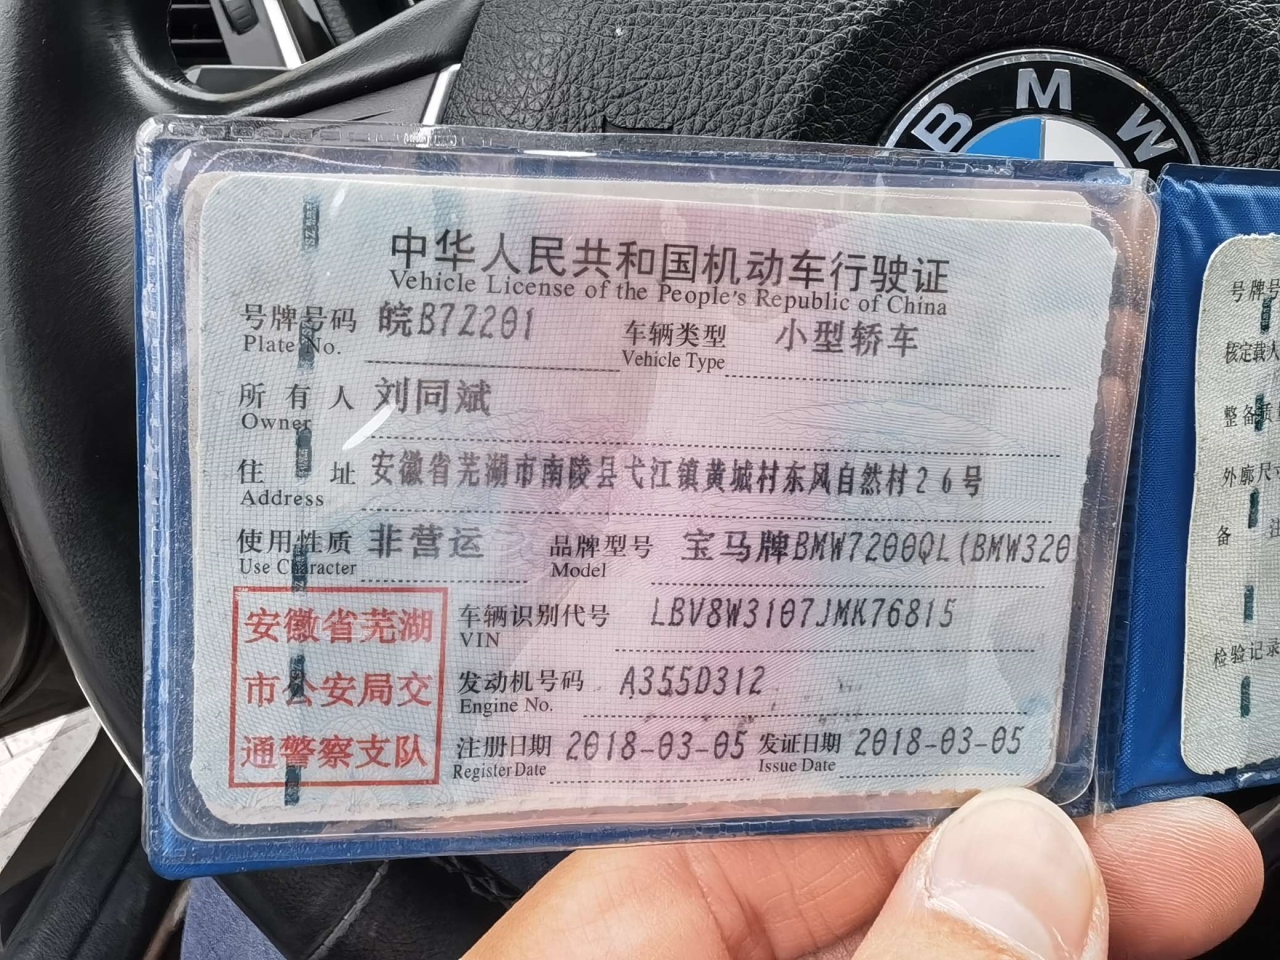 BMW
中华人民共和国机动车行驶证
Vehicle License of the People's Republic of China
号牌号码 皖B7Z201 车辆类型 小型轿车
Plate No. Vehicle Type
所有人 刘同斌
Owner
住址 安徽省芜湖市南陵县弋江镇黄城村东风自然村26号
Address
使用性质 非营运 品牌型号 宝马牌BMW7200QL(BMW320
Use Character Model
安徽省芜湖
市公安局交
通警察支队
车辆识别代号 LBV8W3107JMK76815
VIN
发动机号码 A355D312
Engine No.
注册日期 2018-03-05 发证日期 2018-03-05
Register Date Issue Date
号牌号
核定载人
整备质
外廓尺
备 注
检验记录